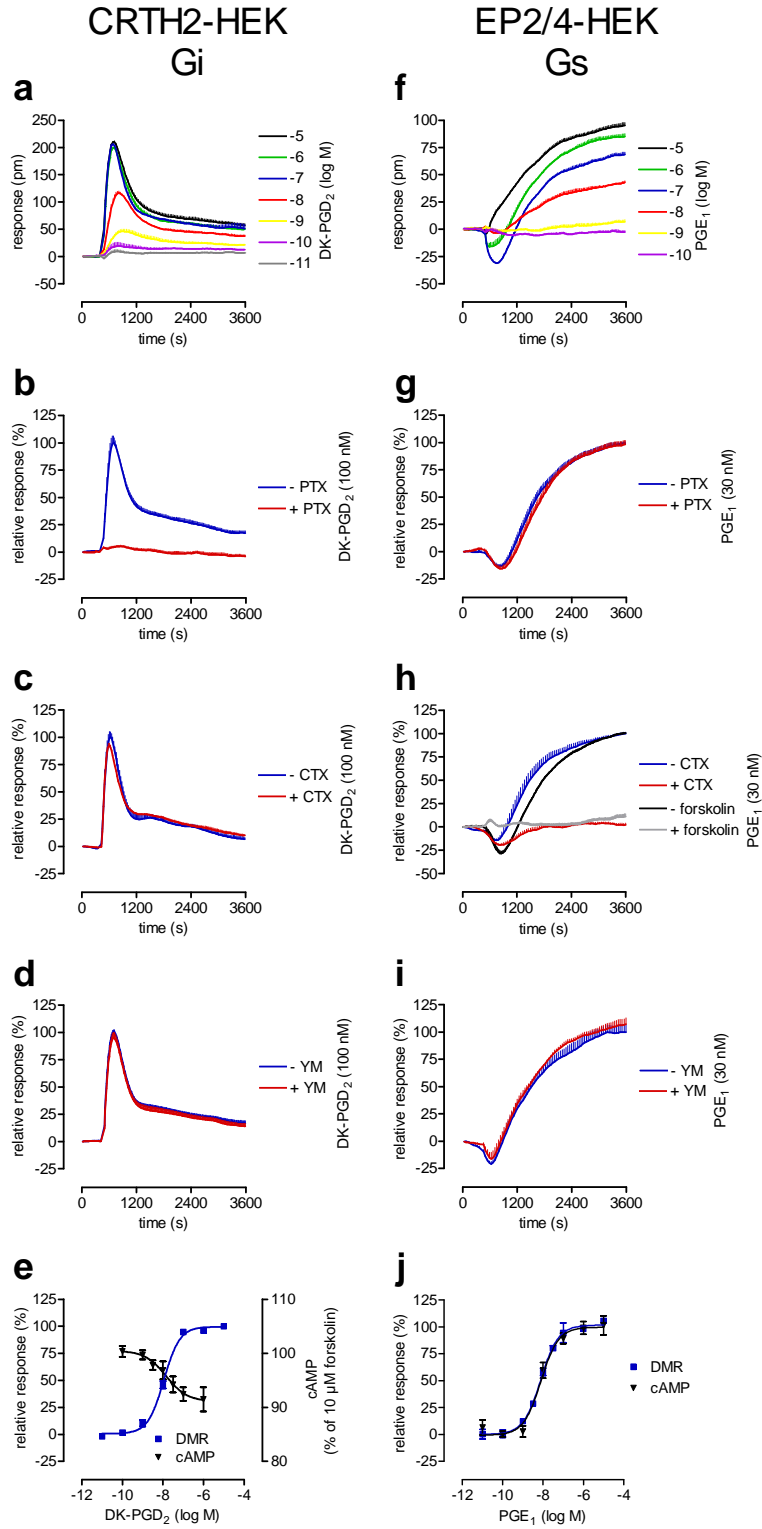 CRTH2-HEK
Gi
EP2/4-HEK
Gs
a
response (pm)
250
200
150
100
50
0
-50
0 1200 2400 3600
time (s)
-5
-6
-7
-8
-9
-10
-11
DK-PGD2 (log M)
f
response (pm)
100
75
50
25
0
-25
-50
0 1200 2400 3600
time (s)
-5
-6
-7
-8
-9
-10
PGE1 (log M)
b
relative response (%)
125
100
75
50
25
0
-25
0 1200 2400 3600
time (s)
- PTX
+ PTX
DK-PGD2 (100 nM)
g
relative response (%)
125
100
75
50
25
0
-25
0 1200 2400 3600
time (s)
- PTX
+ PTX
PGE1 (30 nM)
c
relative response (%)
125
100
75
50
25
0
-25
0 1200 2400 3600
time (s)
- CTX
+ CTX
DK-PGD2 (100 nM)
h
relative response (%)
125
100
75
50
25
0
-25
-50
0 1200 2400 3600
time (s)
- CTX
+ CTX
- forskolin
+ forskolin
PGE1 (30 nM)
d
relative response (%)
125
100
75
50
25
0
-25
0 1200 2400 3600
time (s)
- YM
+ YM
DK-PGD2 (100 nM)
i
relative response (%)
125
100
75
50
25
0
-25
0 1200 2400 3600
time (s)
- YM
+ YM
PGE1 (30 nM)
e
relative response (%)
125
100
75
50
25
0
-25
-12 -10 -8 -6 -4
DK-PGD2 (log M)
DMR
cAMP
105
100
95
90
85
80
cAMP
(% of 10 µM forskolin)
j
relative response (%)
125
100
75
50
25
0
-25
-12 -10 -8 -6 -4
PGE1 (log M)
DMR
cAMP